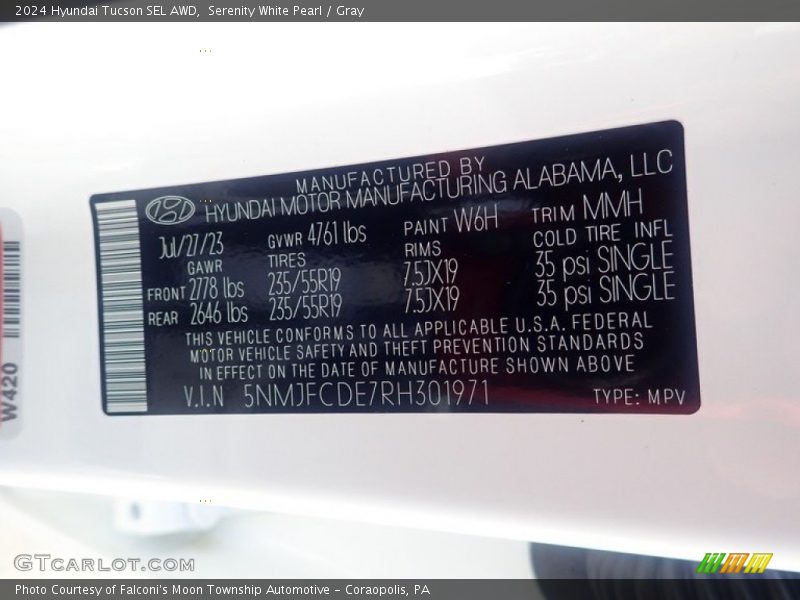 2024 Hyundai Tucson SEL AWD,  Serenity White Pearl / Gray
MANUFACTURED BY
HYUNDAI MOTOR MANUFACTURING ALABAMA, LLC
Jul/27/23 GVWR 4761 lbs PAINT W6H TRIM MMH
GAWR TIRES RIMS COLD TIRE INFL
FRONT 2778 lbs 235/55R19 7.5JX19 35 psi SINGLE
REAR 2646 lbs 235/55R19 7.5JX19 35 psi SINGLE
THIS VEHICLE CONFORMS TO ALL APPLICABLE U.S.A. FEDERAL
MOTOR VEHICLE SAFETY AND THEFT PREVENTION STANDARDS
IN EFFECT ON THE DATE OF MANUFACTURE SHOWN ABOVE
V.I.N 5NMJFCDE7RH301971 TYPE: MPV
W420
GTCARLOT.COM
Photo Courtesy of Falconi's Moon Township Automotive - Coraopolis, PA